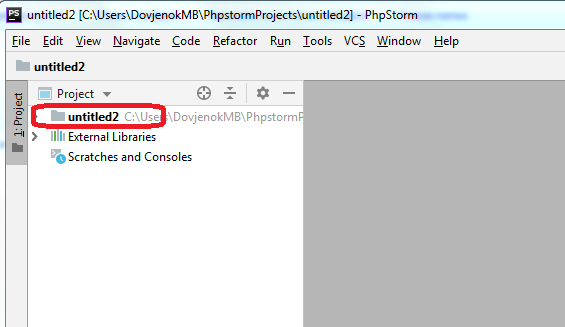 PS untitled2 [C:\Users\DovjenokMB\PhpstormProjects\untitled2] - PhpStorm
File Edit View Navigate Code Refactor Run Tools VCS Window Help
untitled2
1: Project
Project
untitled2 C:\Users\DovjenokMB\PhpstormP
External Libraries
Scratches and Consoles